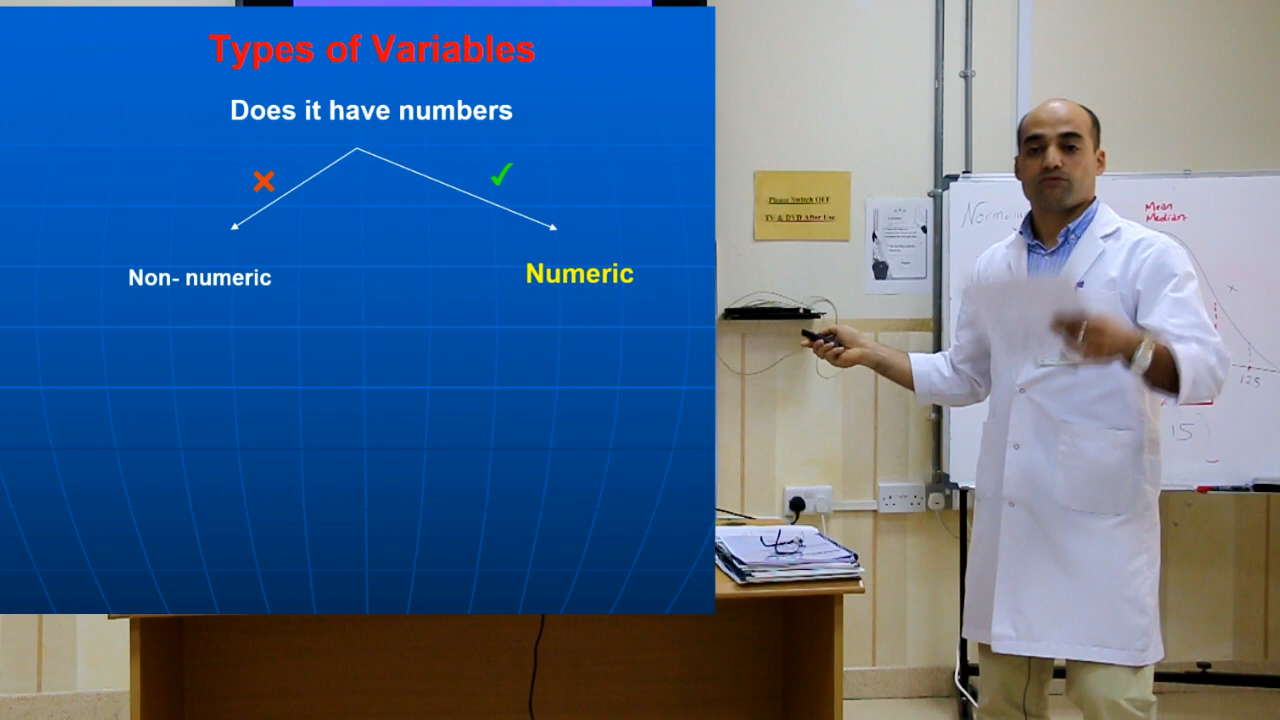 Types of Variables
Does it have numbers
Non- numeric
Numeric
Please Switch OFF
TV & DVD After Use
Mean
Median
125
15